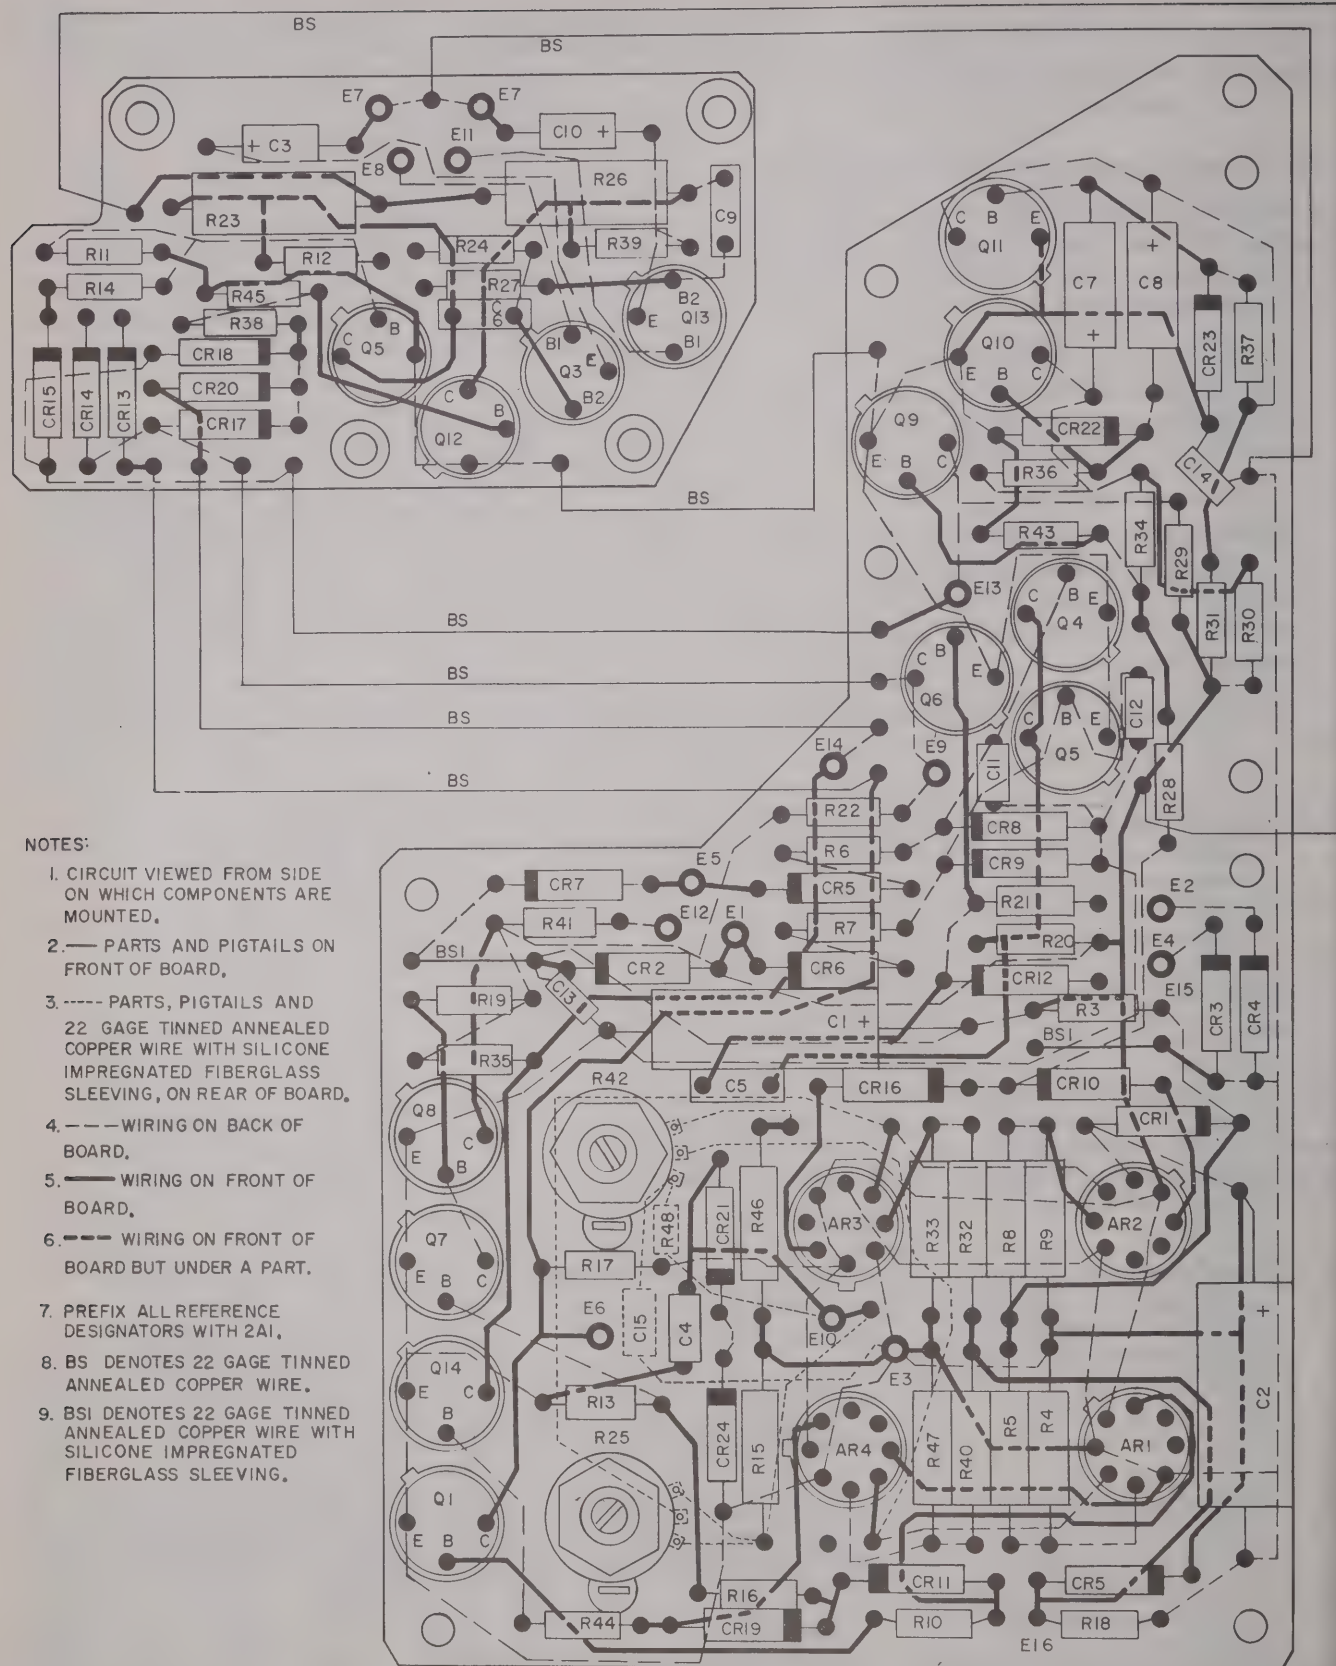 BS
BS
E7
E7
+ C3
C10 +
E11
E8
R26
C9
R23
R24
R39
R11
R12
R14
R27
B2
R45
C6
E
Q13
R38
C
B
Q5
B1
B1
CR18
Q3
E
CR20
C
B
B2
CR15
CR14
CR13
CR17
Q12
BS
C
B
E
Q11
+
C7
C8
Q10
+
E
B
C
CR23
R37
Q9
CR22
E
B
C
R36
C14
R34
R43
R29
E13
C
B
E
Q4
R31
R30
BS
C
B
E
Q6
BS
C12
C
B
E
Q5
BS
E14
E9
C11
R28
BS
R22
CR8
R6
CR9
E5
CR7
CR5
E2
R21
R41
E12
E1
R7
R20
E4
BS1
CR2
CR6
CR12
E15
R19
C13
C1 +
R3
CR3
CR4
BS1
R35
R42
C5
CR16
CR10
Q8
CR1
E
C
B
R48
CR21
R46
AR3
R33
R32
R8
R9
AR2
Q7
E
B
C
R17
E6
C15
C4
E10
+
E3
Q14
E
C
B
R13
C2
R25
CR24
R15
AR4
R47
R40
R5
R4
AR1
Q1
E
B
C
R16
CR11
CR5
R44
CR19
R10
R18
E16
NOTES:
1. CIRCUIT VIEWED FROM SIDE
ON WHICH COMPONENTS ARE
MOUNTED.
2. — PARTS AND PIGTAILS ON
FRONT OF BOARD.
3. ----- PARTS, PIGTAILS AND
22 GAGE TINNED ANNEALED
COPPER WIRE WITH SILICONE
IMPREGNATED FIBERGLASS
SLEEVING, ON REAR OF BOARD.
4. — — — WIRING ON BACK OF
BOARD.
5. — WIRING ON FRONT OF
BOARD.
6. — — — WIRING ON FRONT OF
BOARD BUT UNDER A PART.
7. PREFIX ALL REFERENCE
DESIGNATORS WITH 2A1.
8. BS DENOTES 22 GAGE TINNED
ANNEALED COPPER WIRE.
9. BS1 DENOTES 22 GAGE TINNED
ANNEALED COPPER WIRE WITH
SILICONE IMPREGNATED
FIBERGLASS SLEEVING.